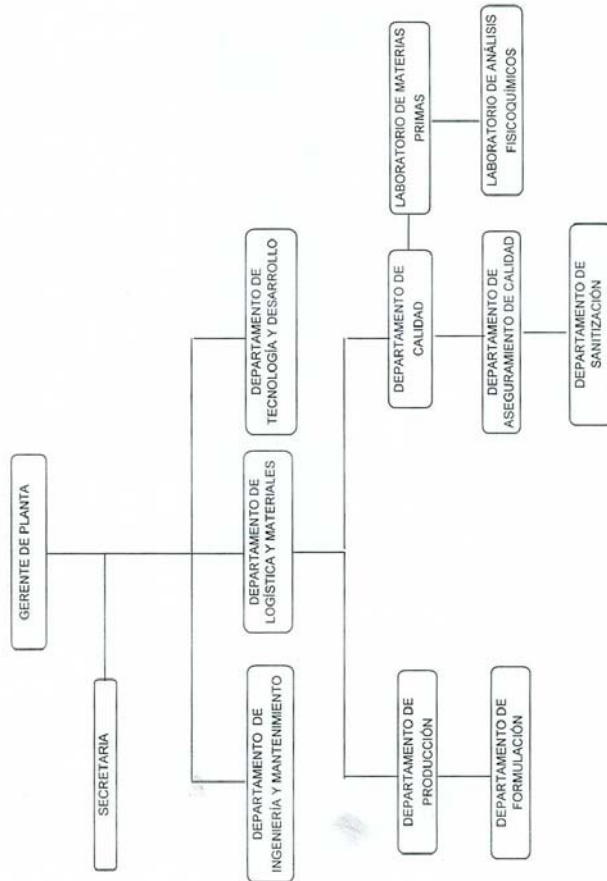 GERENTE DE PLANTA
SECRETARIA
DEPARTAMENTO DE
INGENIERÍA Y MANTENIMIENTO
DEPARTAMENTO DE
LOGÍSTICA Y MATERIALES
DEPARTAMENTO DE
TECNOLOGÍA Y DESARROLLO
DEPARTAMENTO DE
PRODUCCIÓN
DEPARTAMENTO DE
CALIDAD
LABORATORIO DE MATERIAS
PRIMAS
DEPARTAMENTO DE
FORMULACIÓN
DEPARTAMENTO DE
ASEGURAMIENTO DE CALIDAD
LABORATORIO DE ANÁLISIS
FISICOQUÍMICOS
DEPARTAMENTO DE
SANITIZACIÓN